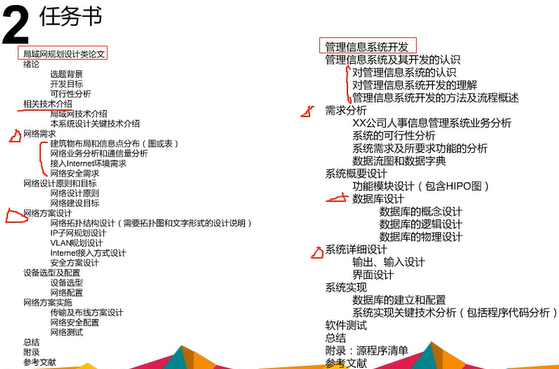 2 任务书
局域网规划设计类论文
绪论
选题背景
开发目标
可行性分析
相关技术介绍
局域网技术介绍
本系统设计关键技术介绍
网络需求
建筑物布局和信息点分布（图或表）
网络业务分析和通信量分析
接入Internet环境需求
网络安全需求
网络设计原则和目标
网络设计原则
网络建设目标
网络方案设计
网络拓扑结构设计（需要拓扑图和文字形式的设计说明）
IP子网规划设计
VLAN规划设计
Internet接入方式设计
安全方案设计
设备选型及配置
设备选型
网络配置
网络方案实施
传输及布线方案设计
网络安全配置
网络测试
总结
附录
参考文献
管理信息系统开发
管理信息系统及其开发的认识
对管理信息系统的认识
对管理信息系统开发的理解
管理信息系统开发的方法及流程概述
需求分析
XX公司人事信息管理系统业务分析
系统的可行性分析
系统需求及所要求功能的分析
数据流图和数据字典
系统概要设计
功能模块设计（包含HIPO图）
数据库设计
数据库的概念设计
数据库的逻辑设计
数据库的物理设计
系统详细设计
输出、输入设计
界面设计
系统实现
数据库的建立和配置
系统实现关键技术分析（包括程序代码分析）
软件测试
总结
附录：源程序清单
参考文献